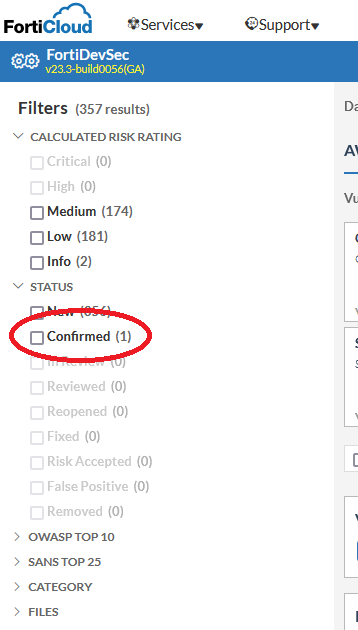 FortiCloud Services Support
FortiDevSec
v23.3-build0056(GA)
Filters (357 results)
CALCULATED RISK RATING
Critical (0)
High (0)
Medium (174)
Low (181)
Info (2)
STATUS
New (356)
Confirmed (1)
In Review (0)
Reviewed (0)
Reopened (0)
Fixed (0)
Risk Accepted (0)
False Positive (0)
Removed (0)
OWASP TOP 10
SANS TOP 25
CATEGORY
FILES
Da
Vu